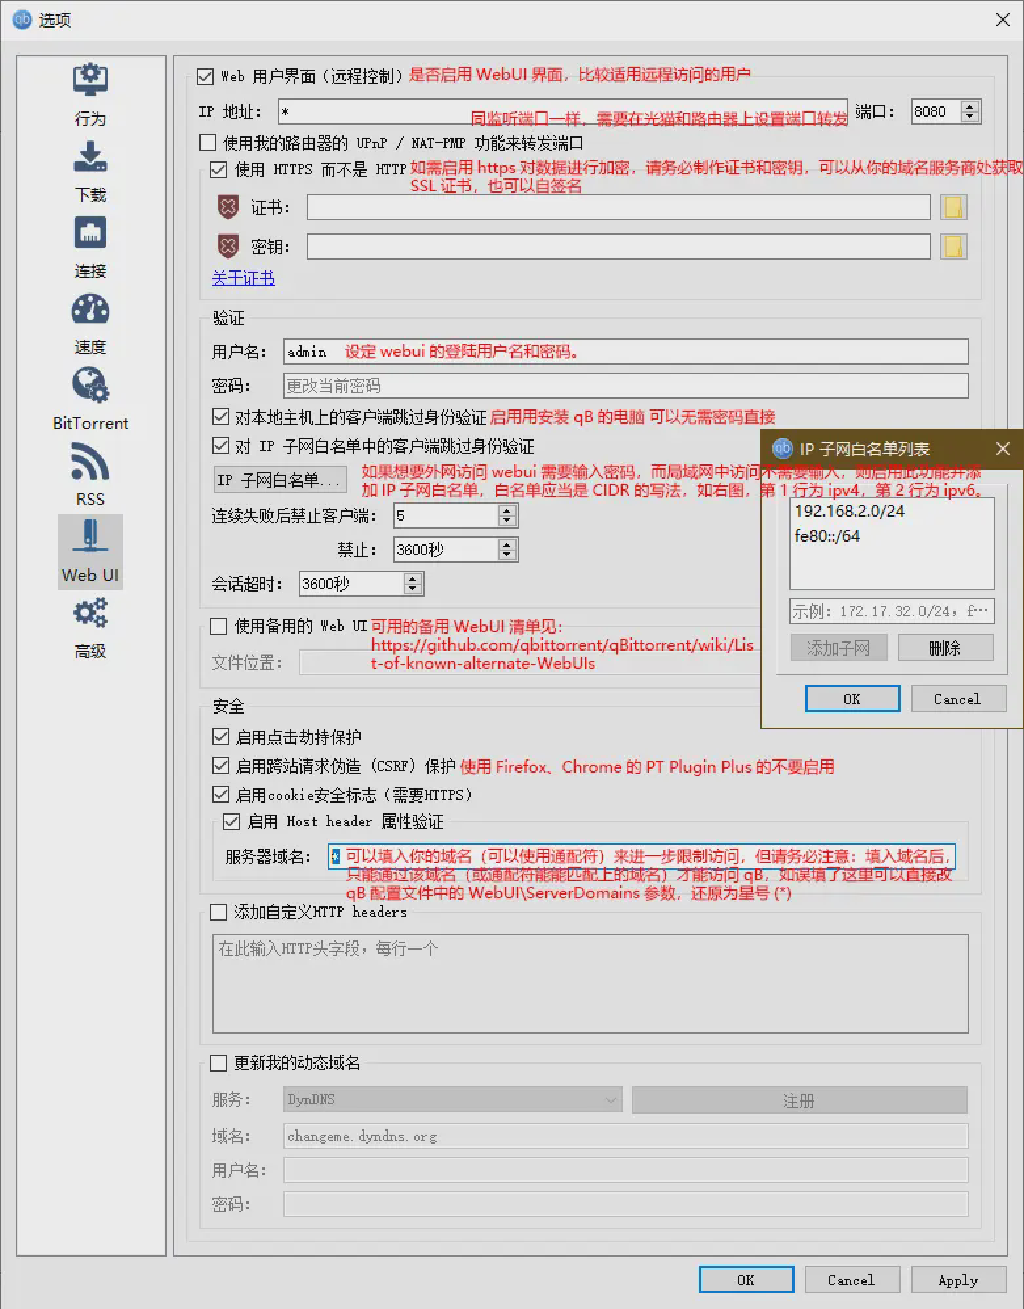 选项
行为
下载
连接
速度
BitTorrent
RSS
Web UI
高级
Web 用户界面（远程控制）是否启用 WebUI 界面，比较适用远程访问的用户
IP 地址： * 同监听端口一样，需要在光猫和路由器上设置端口转发 端口： 8080
使用我的路由器的 UPnP / NAT-PMP 功能来转发端口
使用 HTTPS 而不是 HTTP 如需启用 https 对数据进行加密，请务必制作证书和密钥，可以从你的域名服务商处获取
SSL 证书，也可以自签名
证书：
密钥：
关于证书
验证
用户名： admin 设定 webui 的登陆用户名和密码。
密码： 更改当前密码
对本地主机上的客户端跳过身份验证 启用用安装 qB 的电脑 可以无需密码直接
对 IP 子网白名单中的客户端跳过身份验证
IP 子网白名单... 如果想要外网访问 webui 需要输入密码，而局域网中访问不需要输入，则启用此功能并添
加 IP 子网白名单，白名单应当是 CIDR 的写法，如右图，第 1 行为 ipv4，第 2 行为 ipv6。
连续失败后禁止客户端： 5
禁止： 3600秒
会话超时： 3600秒
IP 子网白名单列表
192.168.2.0/24
fe80::/64
示例：172.17.32.0/24，f…
添加子网 删除
OK Cancel
使用备用的 Web UI 可用的备用 WebUI 清单见：
https://github.com/qbittorrent/qBittorrent/wiki/Lis
文件位置： t-of-known-alternate-WebUIs
安全
启用点击劫持保护
启用跨站请求伪造（CSRF）保护 使用 Firefox、Chrome 的 PT Plugin Plus 的不要启用
启用cookie安全标志（需要HTTPS）
启用 Host header 属性验证
服务器域名： * 可以填入你的域名（可以使用通配符）来进一步限制访问，但请务必注意：填入域名后，
只能通过该域名（或通配符能能匹配上的域名）才能访问 qB，如误填了这里可以直接改
qB 配置文件中的 WebUI\ServerDomains 参数，还原为星号 (*)
添加自定义HTTP headers
在此输入HTTP头字段，每行一个
更新我的动态域名
服务： DynDNS 注册
域名： changeme.dyndns.org
用户名：
密码：
OK Cancel Apply